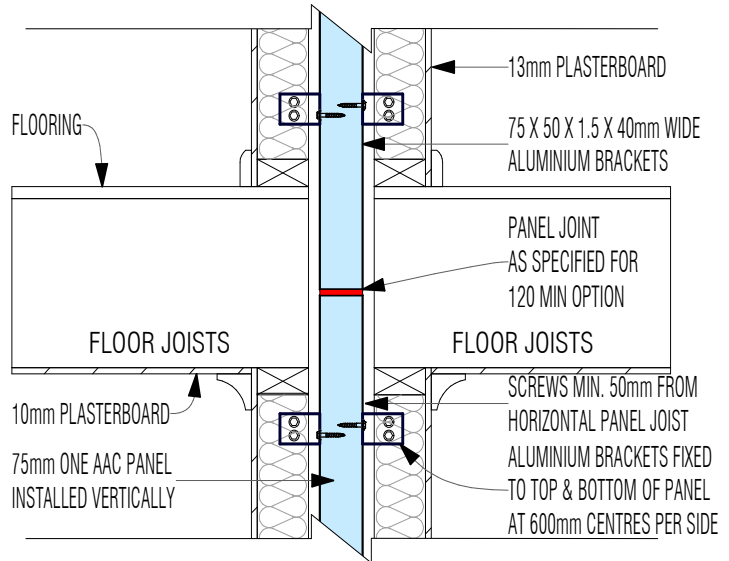 13mm PLASTERBOARD
FLOORING
75 X 50 X 1.5 X 40mm WIDE
ALUMINIUM BRACKETS
PANEL JOINT
AS SPECIFIED FOR
120 MIN OPTION
FLOOR JOISTS
FLOOR JOISTS
10mm PLASTERBOARD
SCREWS MIN. 50mm FROM
HORIZONTAL PANEL JOIST
75mm ONE AAC PANEL
INSTALLED VERTICALLY
ALUMINIUM BRACKETS FIXED
TO TOP & BOTTOM OF PANEL
AT 600mm CENTRES PER SIDE